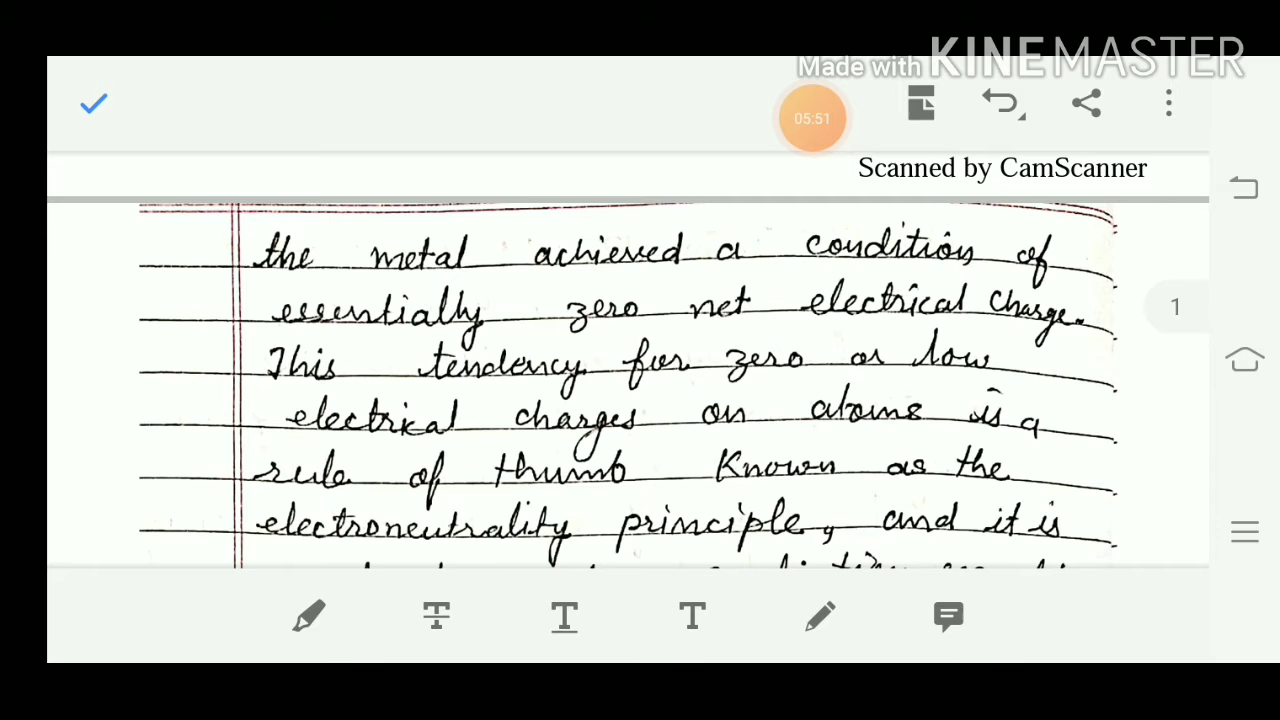 Made with KINEMASTER
05:51
Scanned by CamScanner
the metal achieved a condition of
essentially zero net electrical charge.
1
This tendency for zero or low
electrical charges on atoms is a
rule of thumb Known as the
electroneutrality principle, and it is